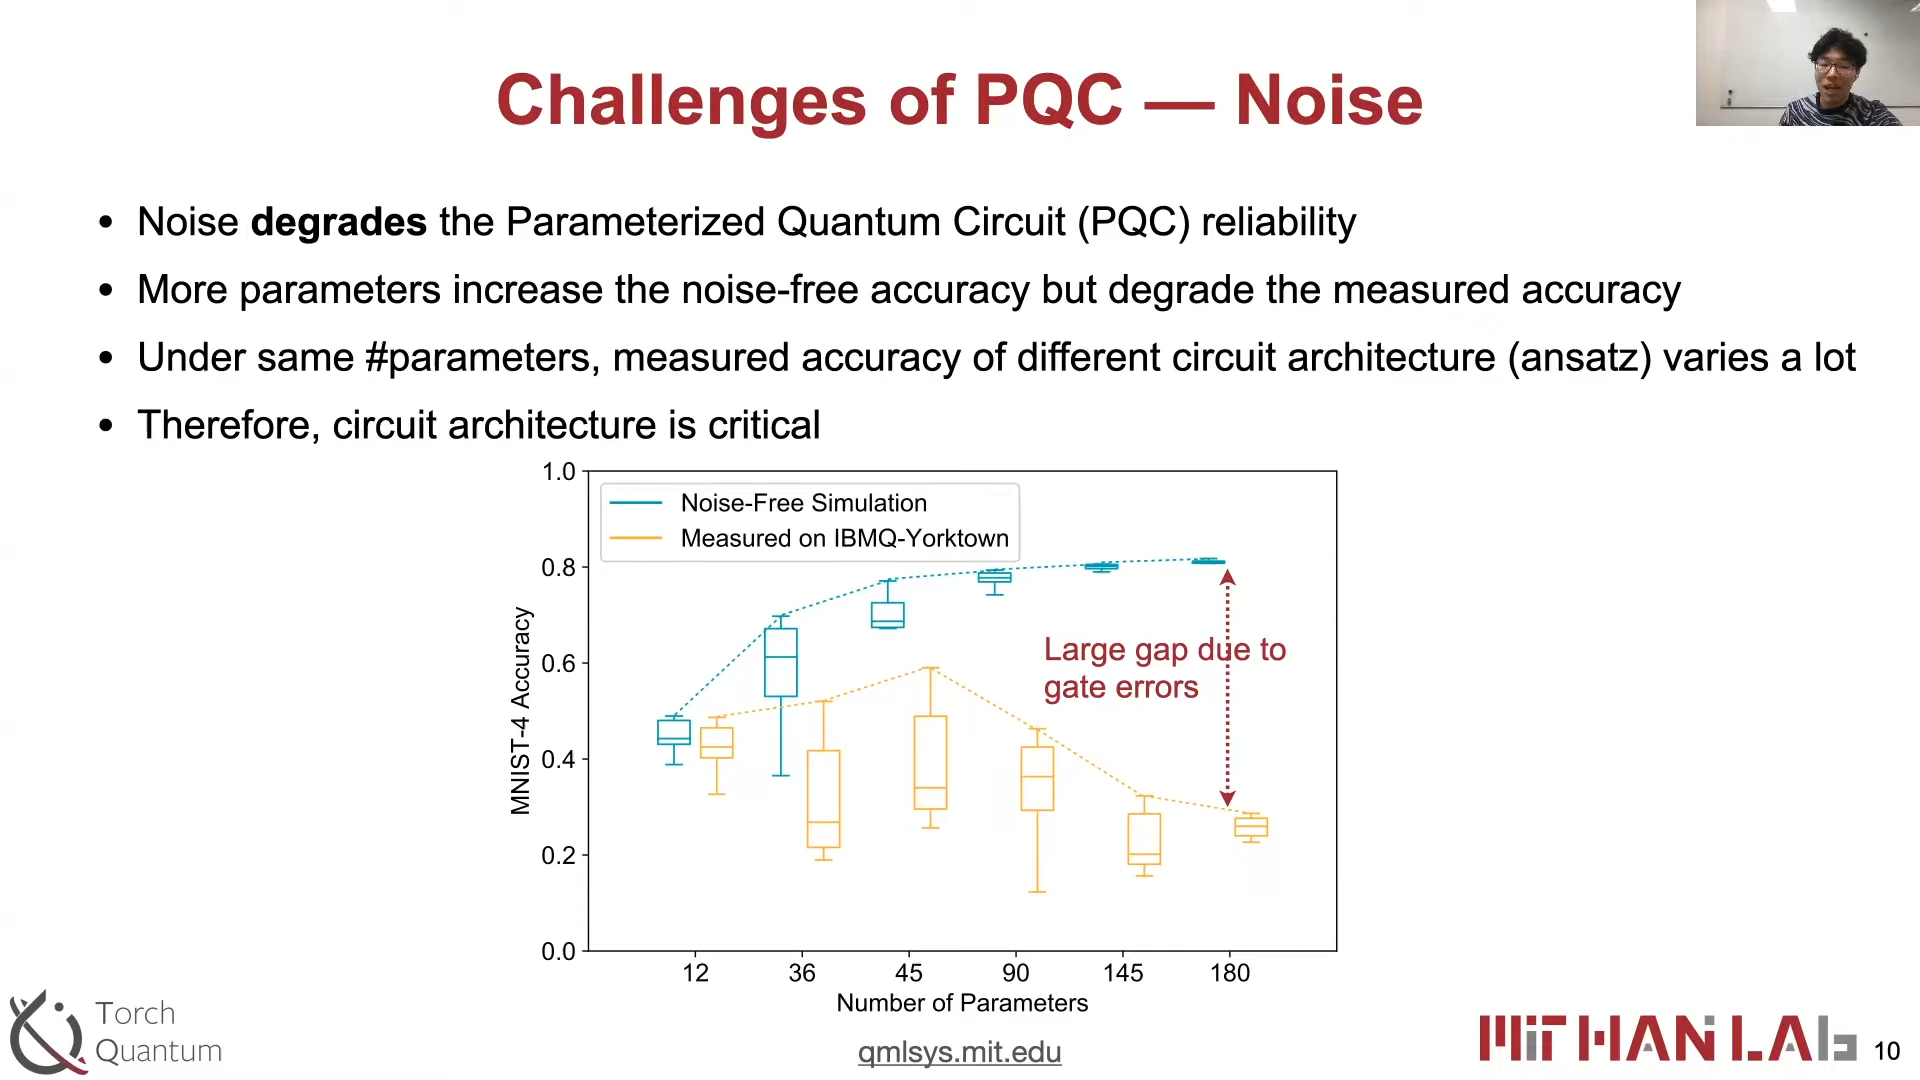 Challenges of PQC — Noise
• Noise degrades the Parameterized Quantum Circuit (PQC) reliability
• More parameters increase the noise-free accuracy but degrade the measured accuracy
• Under same #parameters, measured accuracy of different circuit architecture (ansatz) varies a lot
• Therefore, circuit architecture is critical
1.0
0.8
0.6
0.4
0.2
0.0
MNIST-4 Accuracy
Noise-Free Simulation
Measured on IBMQ-Yorktown
Large gap due to
gate errors
12 36 45 90 145 180
Number of Parameters
Torch
Quantum
qmlsys.mit.edu
MIT HAN LAB
10